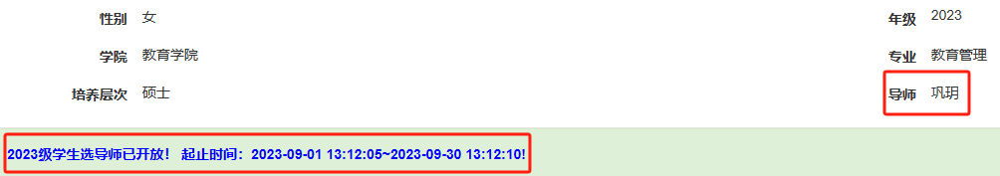 性别 女 年级 2023
学院 教育学院 专业 教育管理
培养层次 硕士 导师 巩玥
2023级学生选导师已开放！ 起止时间：2023-09-01 13:12:05~2023-09-30 13:12:10!